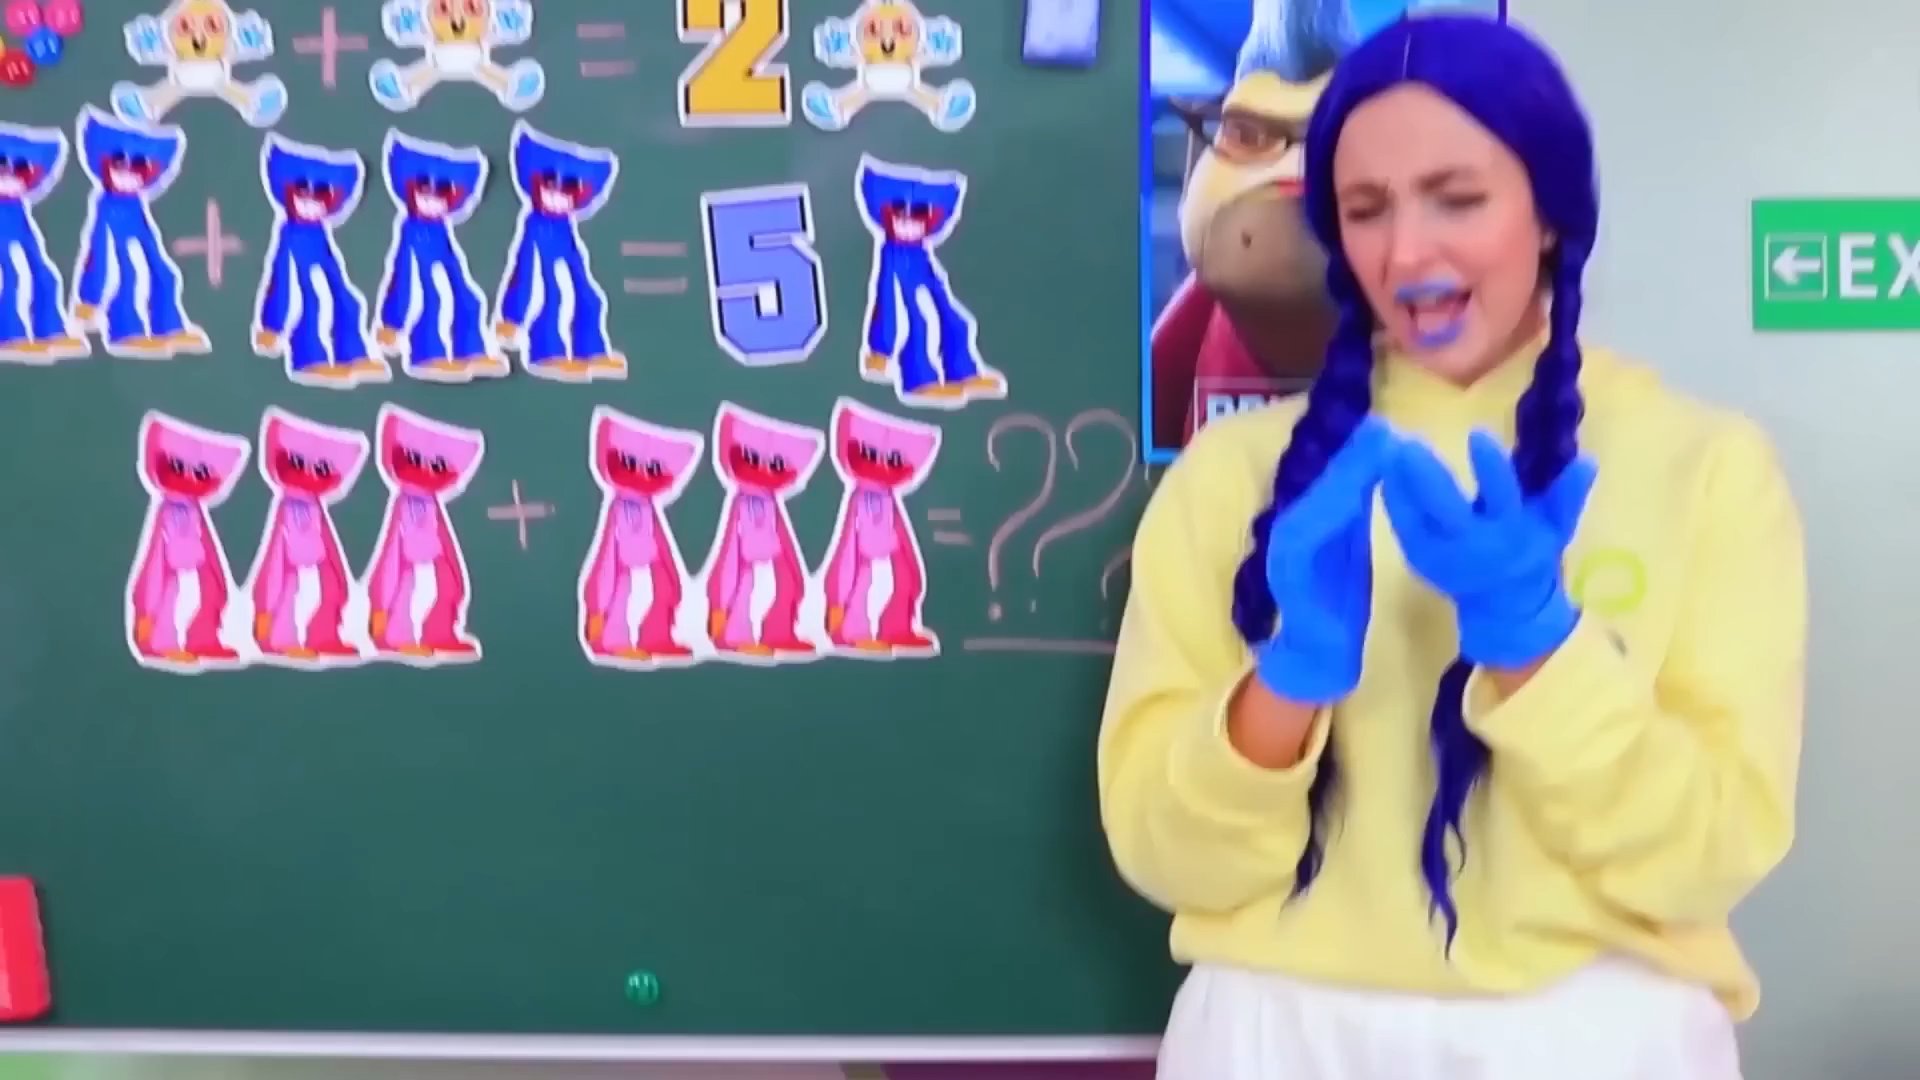 + = 2
+ = 5
+ = ??
EX